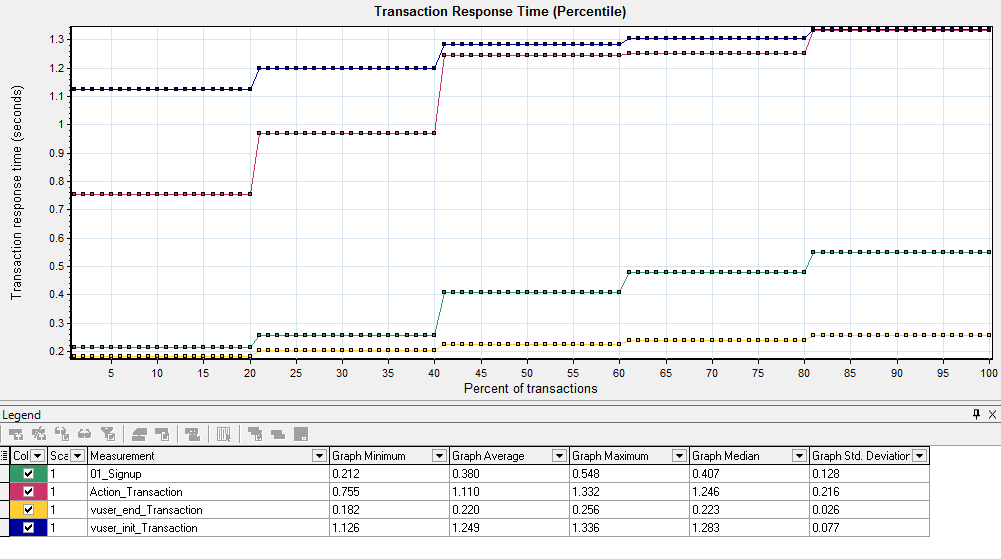 Transaction Response Time (Percentile)
1.3
1.2
1.1
1
0.9
0.8
0.7
0.6
0.5
0.4
0.3
0.2
Transaction response time (seconds)
5 10 15 20 25 30 35 40 45 50 55 60 65 70 75 80 85 90 95 100
Percent of transactions
Legend
Col Sca Measurement Graph Minimum Graph Average Graph Maximum Graph Median Graph Std. Deviation
1 01_Signup 0.212 0.380 0.548 0.407 0.128
1 Action_Transaction 0.755 1.110 1.332 1.246 0.216
1 vuser_end_Transaction 0.182 0.220 0.256 0.223 0.026
1 vuser_init_Transaction 1.126 1.249 1.336 1.283 0.077